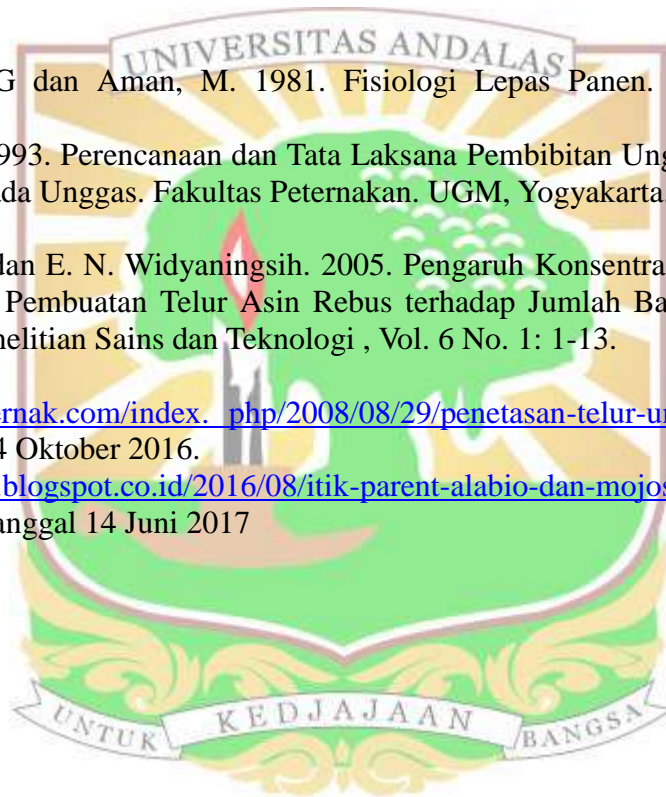 UNIVERSITAS ANDALAS
G dan Aman, M. 1981. Fisiologi Lepas Panen.
1993. Perencanaan dan Tata Laksana Pembibitan Ung
ada Unggas. Fakultas Peternakan. UGM, Yogyakarta.
dan E. N. Widyaningsih. 2005. Pengaruh Konsentra
Pembuatan Telur Asin Rebus terhadap Jumlah Ba
nelitian Sains dan Teknologi , Vol. 6 No. 1: 1-13.
ernak.com/index. php/2008/08/29/penetasan-telur-u
4 Oktober 2016.
.blogspot.co.id/2016/08/itik-parent-alabio-dan-mojos
anggal 14 Juni 2017
UNTUK KEDJAJAAN BANGSA